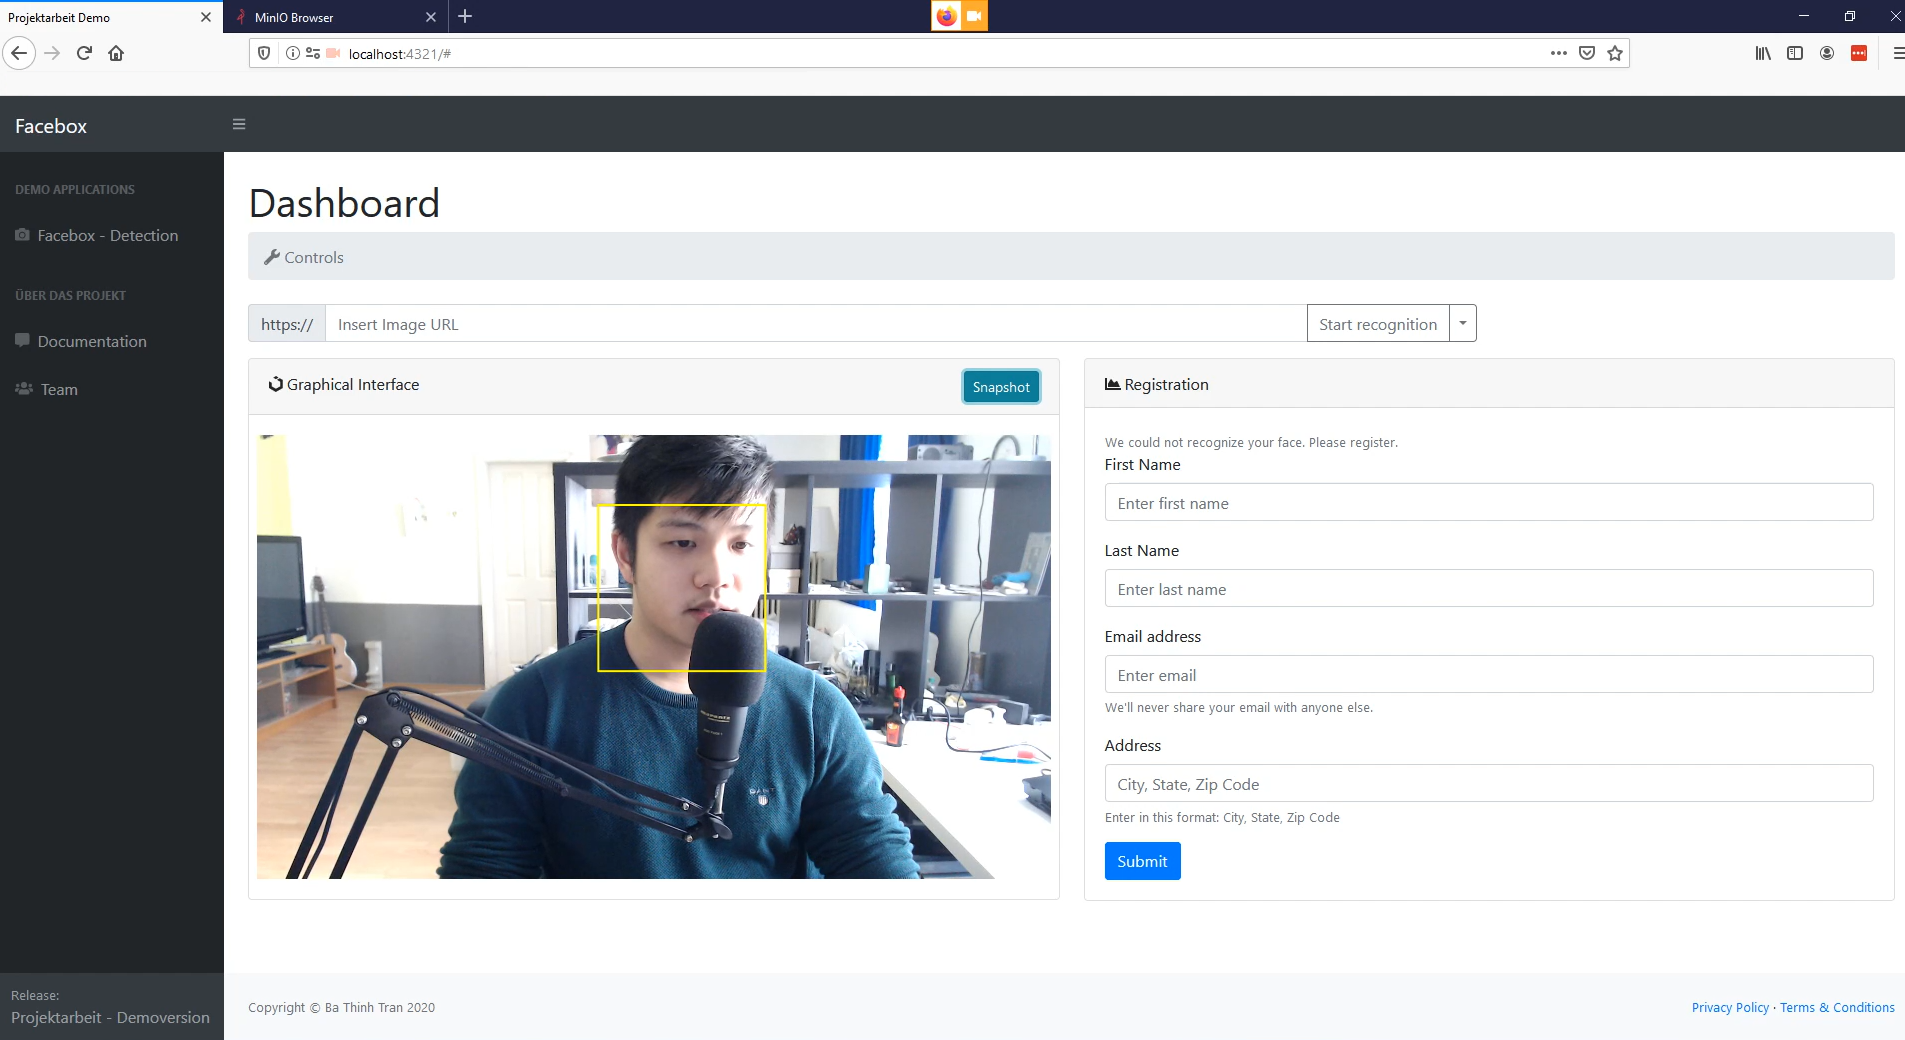 Projektarbeit Demo
MinIO Browser
localhost:4321/#
Facebox
DEMO APPLICATIONS
Facebox - Detection
ÜBER DAS PROJEKT
Documentation
Team
Release:
Projektarbeit - Demoversion
Dashboard
Controls
https://
Insert Image URL
Start recognition
Graphical Interface
Snapshot
GANT
Registration
We could not recognize your face. Please register.
First Name
Enter first name
Last Name
Enter last name
Email address
Enter email
We'll never share your email with anyone else.
Address
City, State, Zip Code
Enter in this format: City, State, Zip Code
Submit
Copyright © Ba Thinh Tran 2020
Privacy Policy · Terms & Conditions